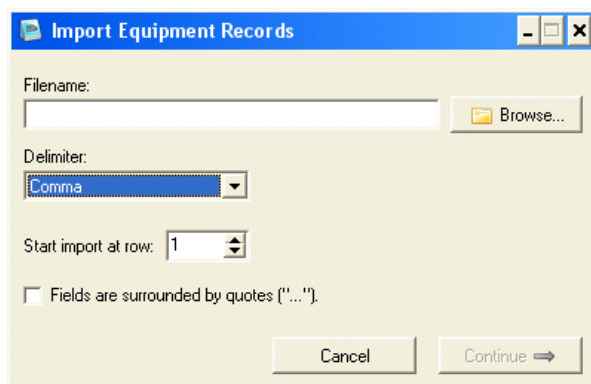 Import Equipment Records
Filename:
Browse...
Delimiter:
Comma
Start import at row: 1
Fields are surrounded by quotes ("...").
Cancel Continue